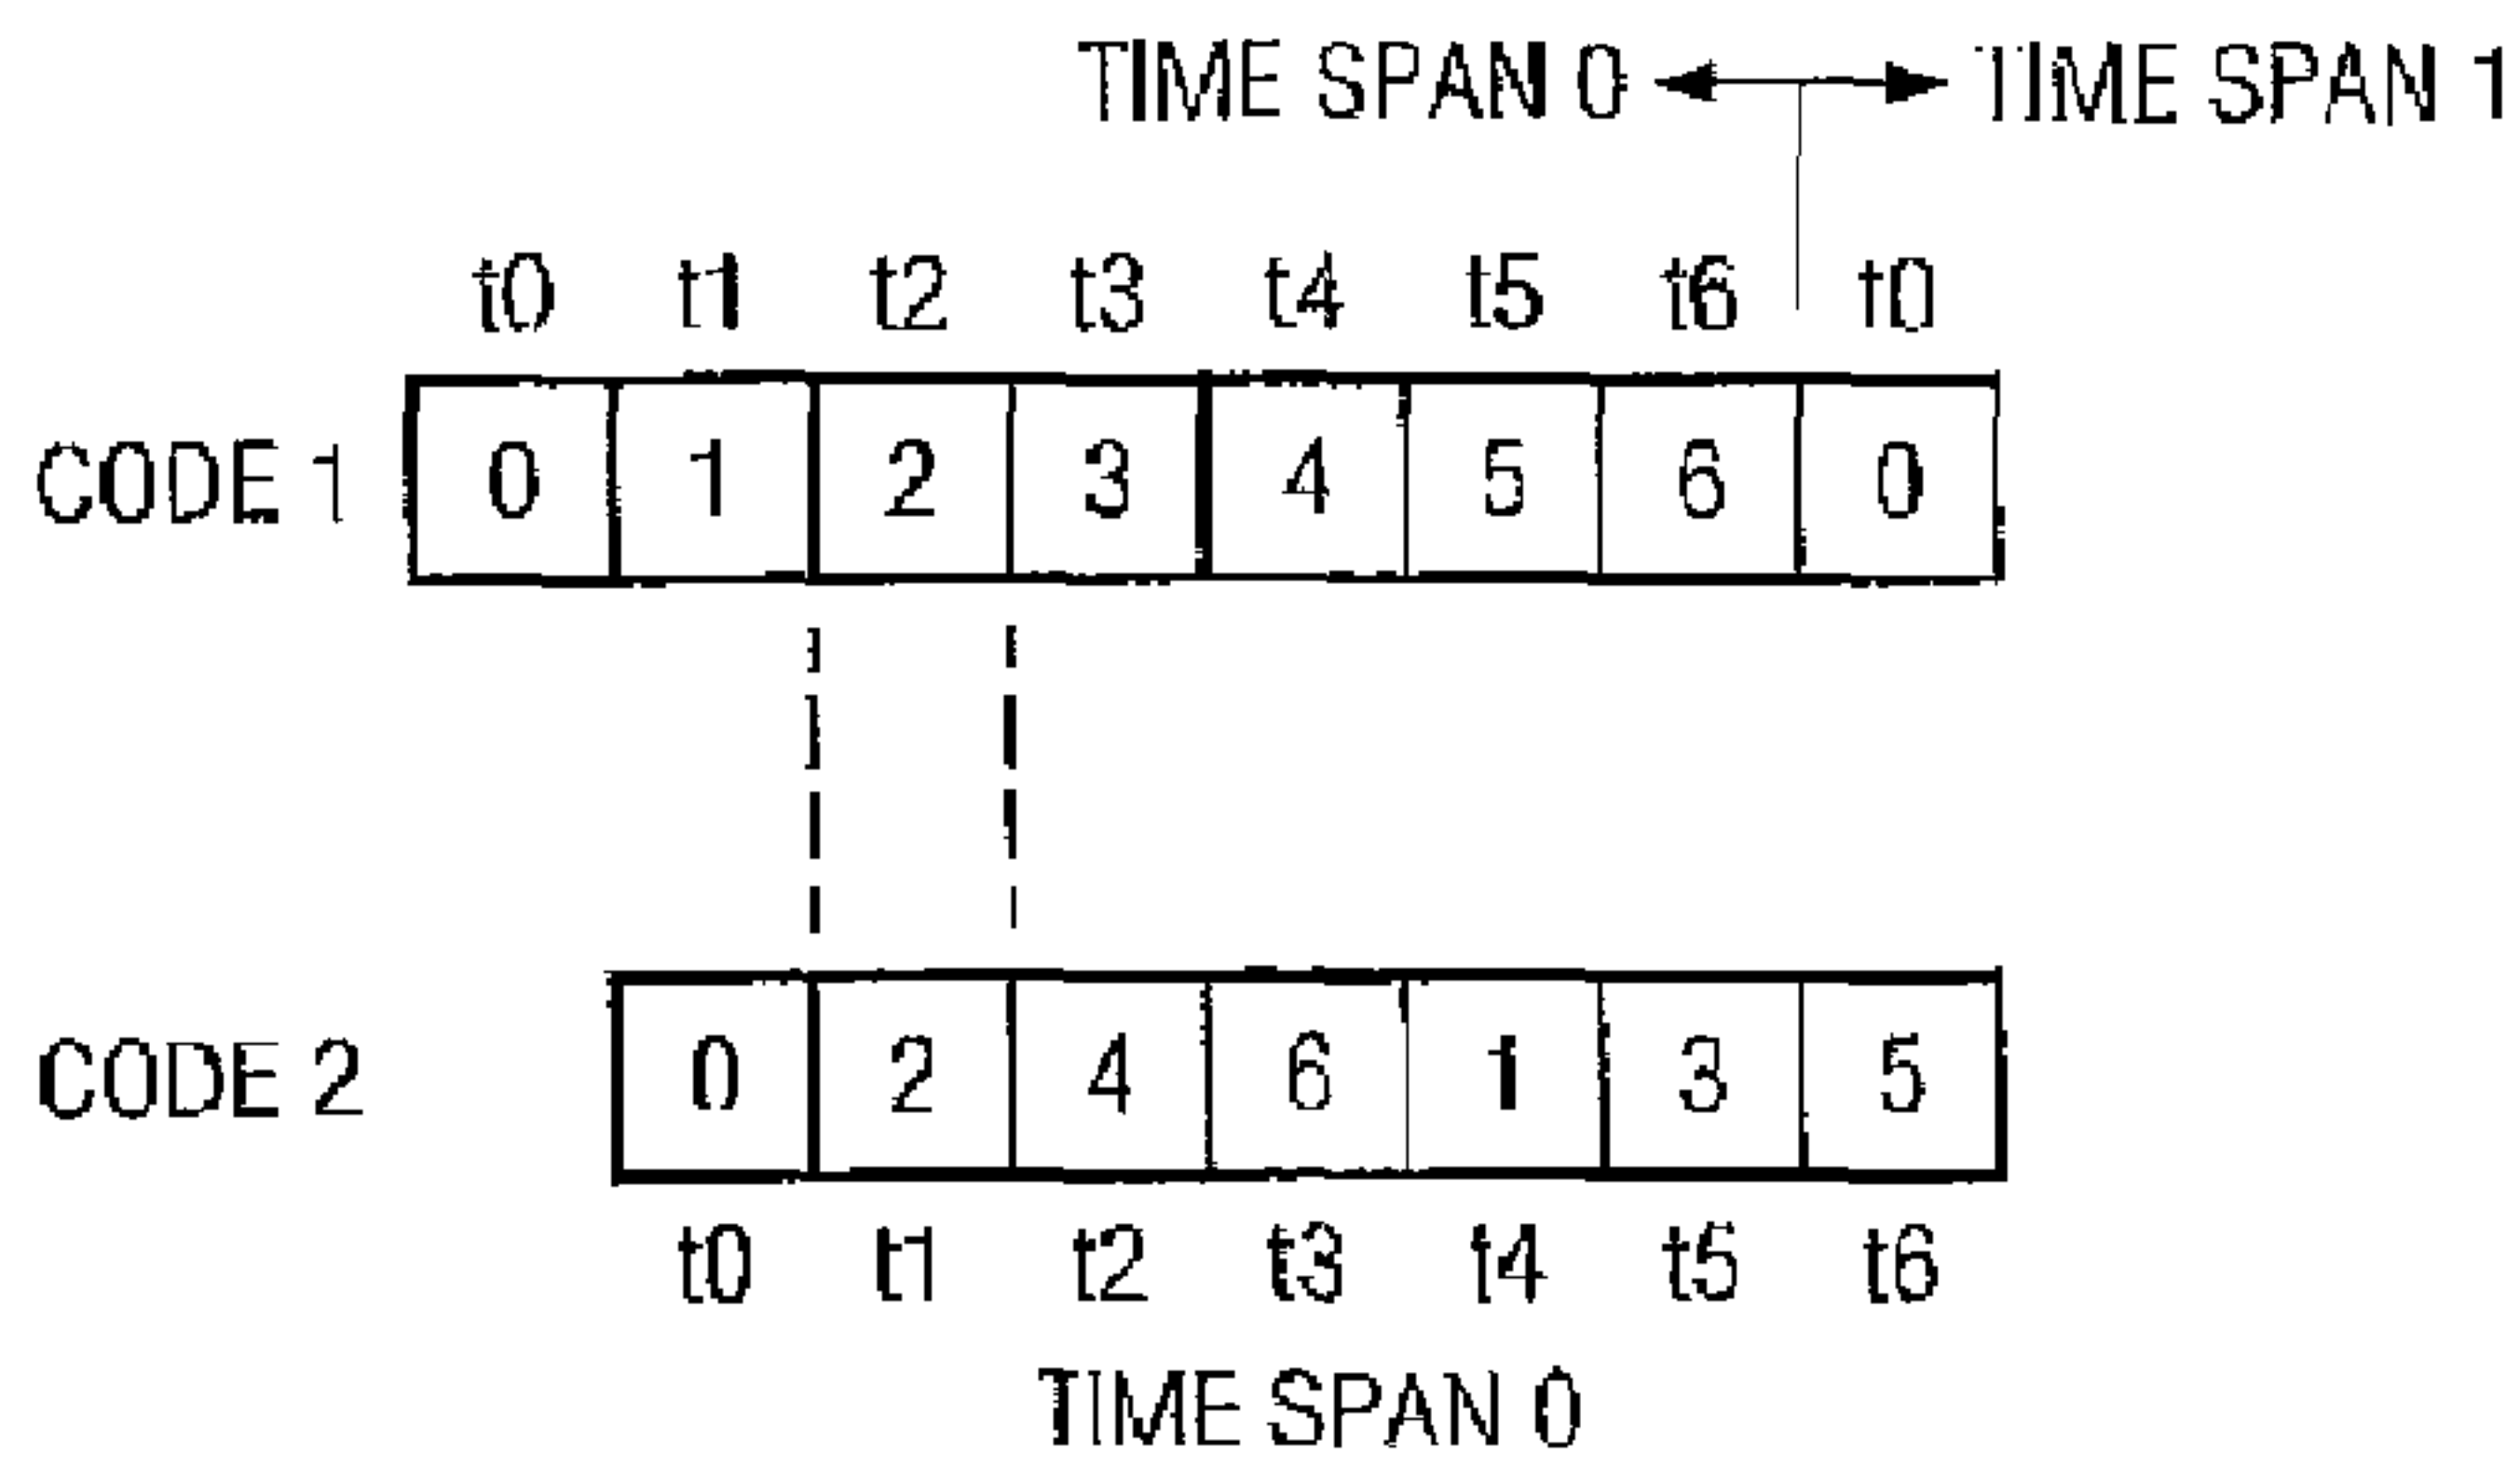 TIME SPAN 0 TIME SPAN 1
t0 t1 t2 t3 t4 t5 t6 t0
CODE 1 0 1 2 3 4 5 6 0
CODE 2 0 2 4 6 1 3 5
t0 t1 t2 t3 t4 t5 t6
TIME SPAN 0